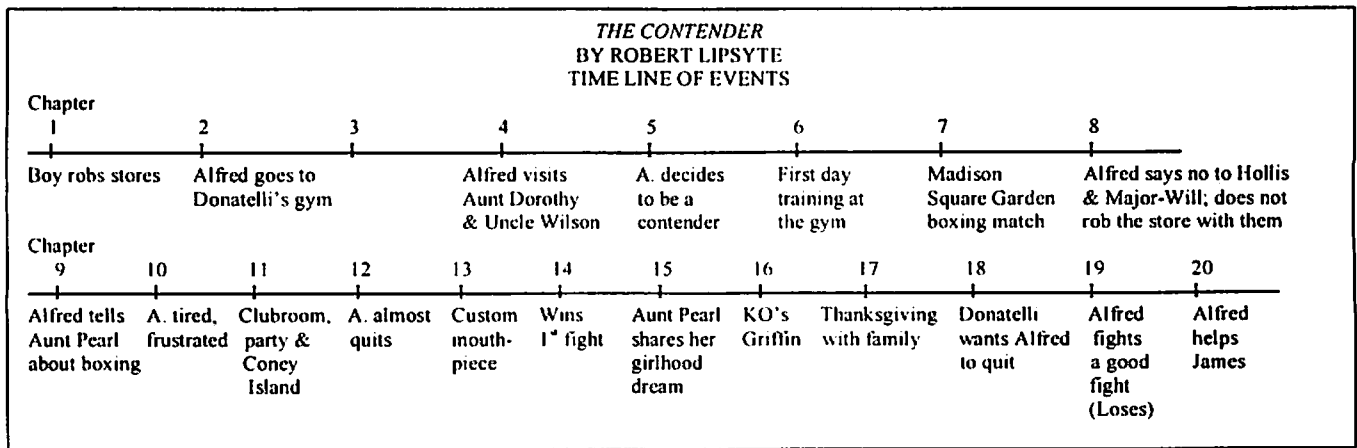 THE CONTENDER
BY ROBERT LIPSYTE
TIME LINE OF EVENTS
Chapter
1 2 3 4 5 6 7 8
Boy robs stores Alfred goes to Alfred visits A. decides First day Madison Alfred says no to Hollis
Donatelli's gym Aunt Dorothy to be a training at Square Garden & Major-Will; does not
& Uncle Wilson contender the gym boxing match rob the store with them
Chapter
9 10 11 12 13 14 15 16 17 18 19 20
Alfred tells A. tired, Clubroom, A. almost Custom Wins Aunt Pearl KO's Thanksgiving Donatelli Alfred Alfred
Aunt Pearl frustrated party & quits mouth- 1st fight shares her Griffin with family wants Alfred fights helps
about boxing Coney piece girlhood to quit a good James
Island dream fight
(Loses)